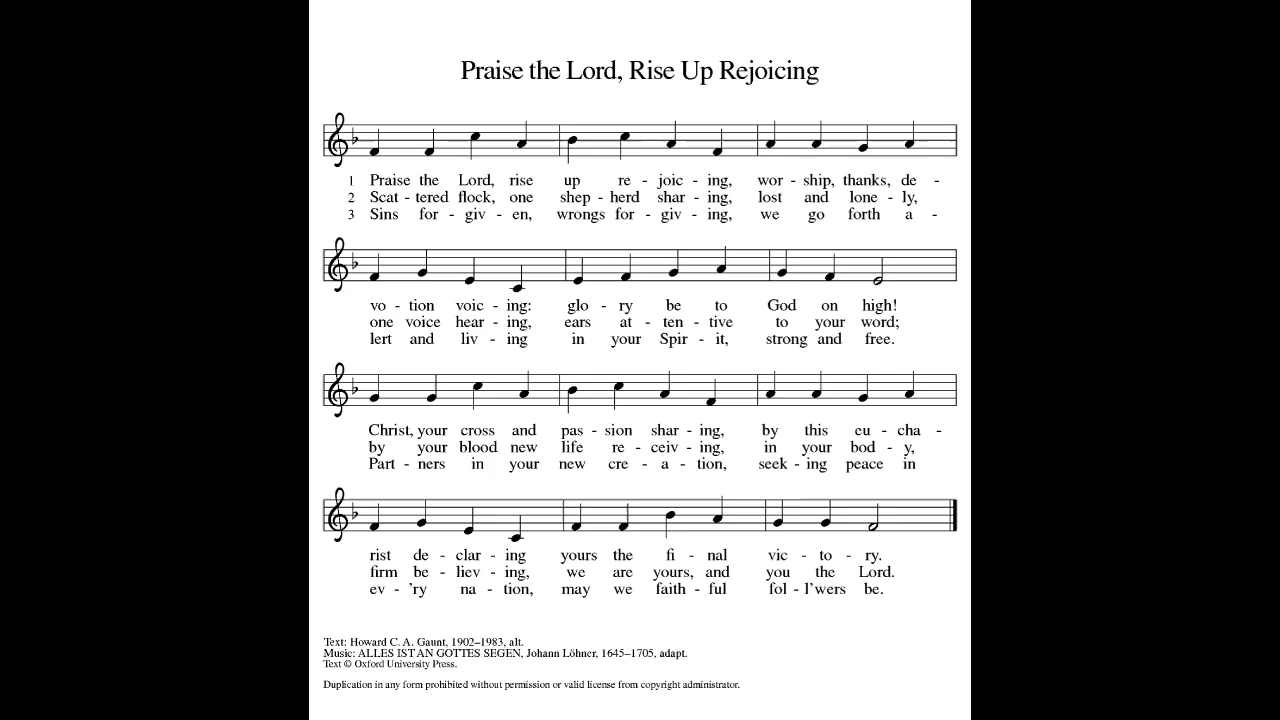 Praise the Lord, Rise Up Rejoicing
1 Praise the Lord, rise up re - joic - ing, wor - ship, thanks, de -
2 Scat - tered flock, one shep - herd shar - ing, lost and lone - ly,
3 Sins for - giv - en, wrongs for - giv - ing, we go forth a -
vo - tion voic - ing: glo - ry be to God on high!
one voice hear - ing, ears at - ten - tive to your word;
lert and liv - ing in your Spir - it, strong and free.
Christ, your cross and pas - sion shar - ing, by this eu - cha -
by your blood new life re - ceiv - ing, in your bod - y,
Part - ners in your new cre - a - tion, seek - ing peace in
rist de - clar - ing yours the fi - nal vic - to - ry.
firm be - liev - ing, we are yours, and you the Lord.
ev - 'ry na - tion, may we faith - ful fol - l'wers be.
Text: Howard C. A. Gaunt, 1902–1983, alt.
Music: ALLES IST AN GOTTES SEGEN, Johann Löhner, 1645–1705, adapt.
Text © Oxford University Press.
Duplication in any form prohibited without permission or valid license from copyright administrator.